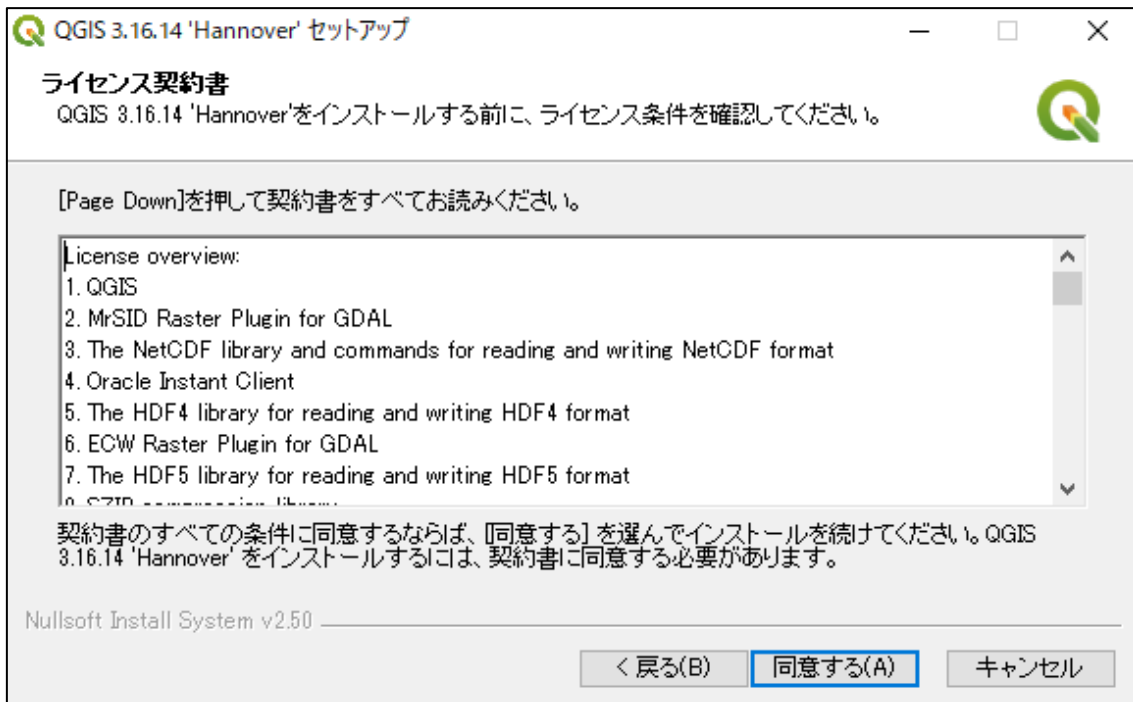 QGIS 3.16.14 'Hannover' セットアップ
ライセンス契約書
QGIS 3.16.14 'Hannover'をインストールする前に、ライセンス条件を確認してください。
[Page Down]を押して契約書をすべてお読みください。
License overview:
1. QGIS
2. MrSID Raster Plugin for GDAL
3. The NetCDF library and commands for reading and writing NetCDF format
4. Oracle Instant Client
5. The HDF4 library for reading and writing HDF4 format
6. ECW Raster Plugin for GDAL
7. The HDF5 library for reading and writing HDF5 format
契約書のすべての条件に同意するならば、[同意する] を選んでインストールを続けてください。QGIS
3.16.14 'Hannover' をインストールするには、契約書に同意する必要があります。
Nullsoft Install System v2.50
< 戻る(B) 同意する(A) キャンセル